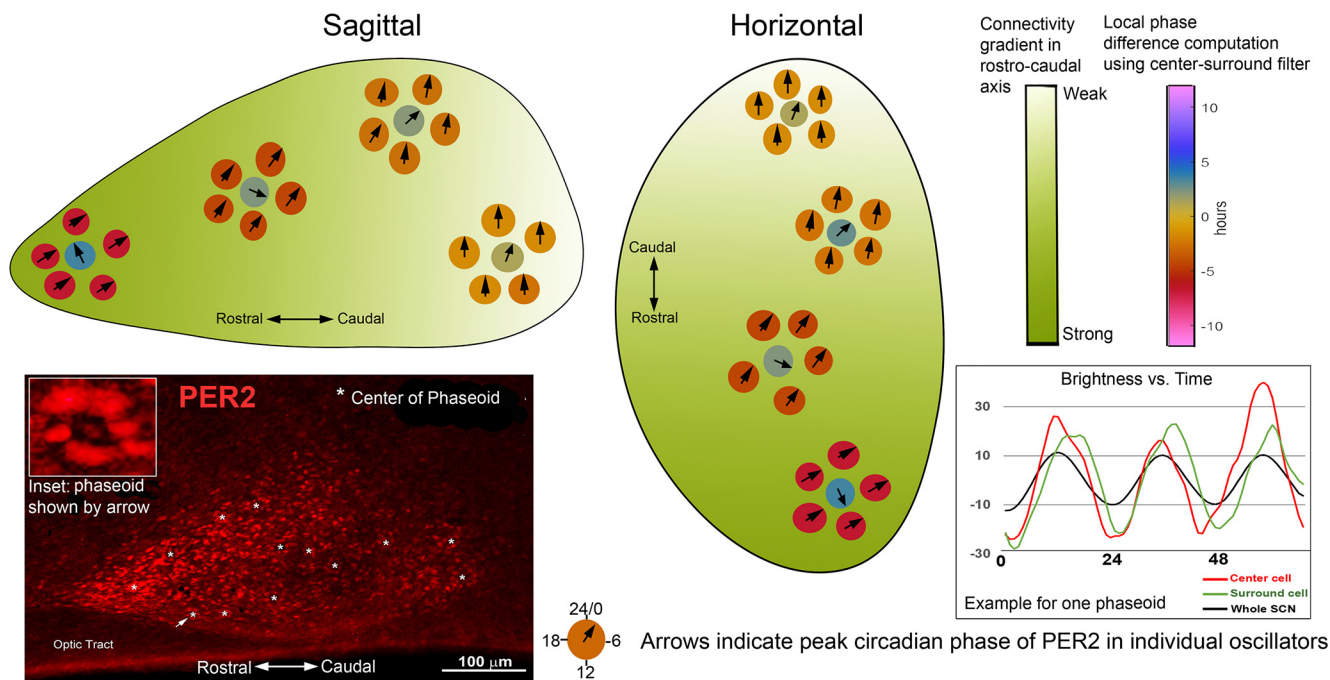 Sagittal
Horizontal
Connectivity
gradient in
rostro-caudal
axis
Local phase
difference computation
using center-surround filter
Weak
Strong
10
5
0
-5
-10
hours
Rostral
Caudal
Caudal
Rostral
PER2
* Center of Phaseoid
Inset: phaseoid
shown by arrow
Optic Tract
Rostral
Caudal
100 µm
Brightness vs. Time
30
10
-10
-30
0
24
48
Center cell
Surround cell
Whole SCN
Example for one phaseoid
24/0
18
6
12
Arrows indicate peak circadian phase of PER2 in individual oscillators